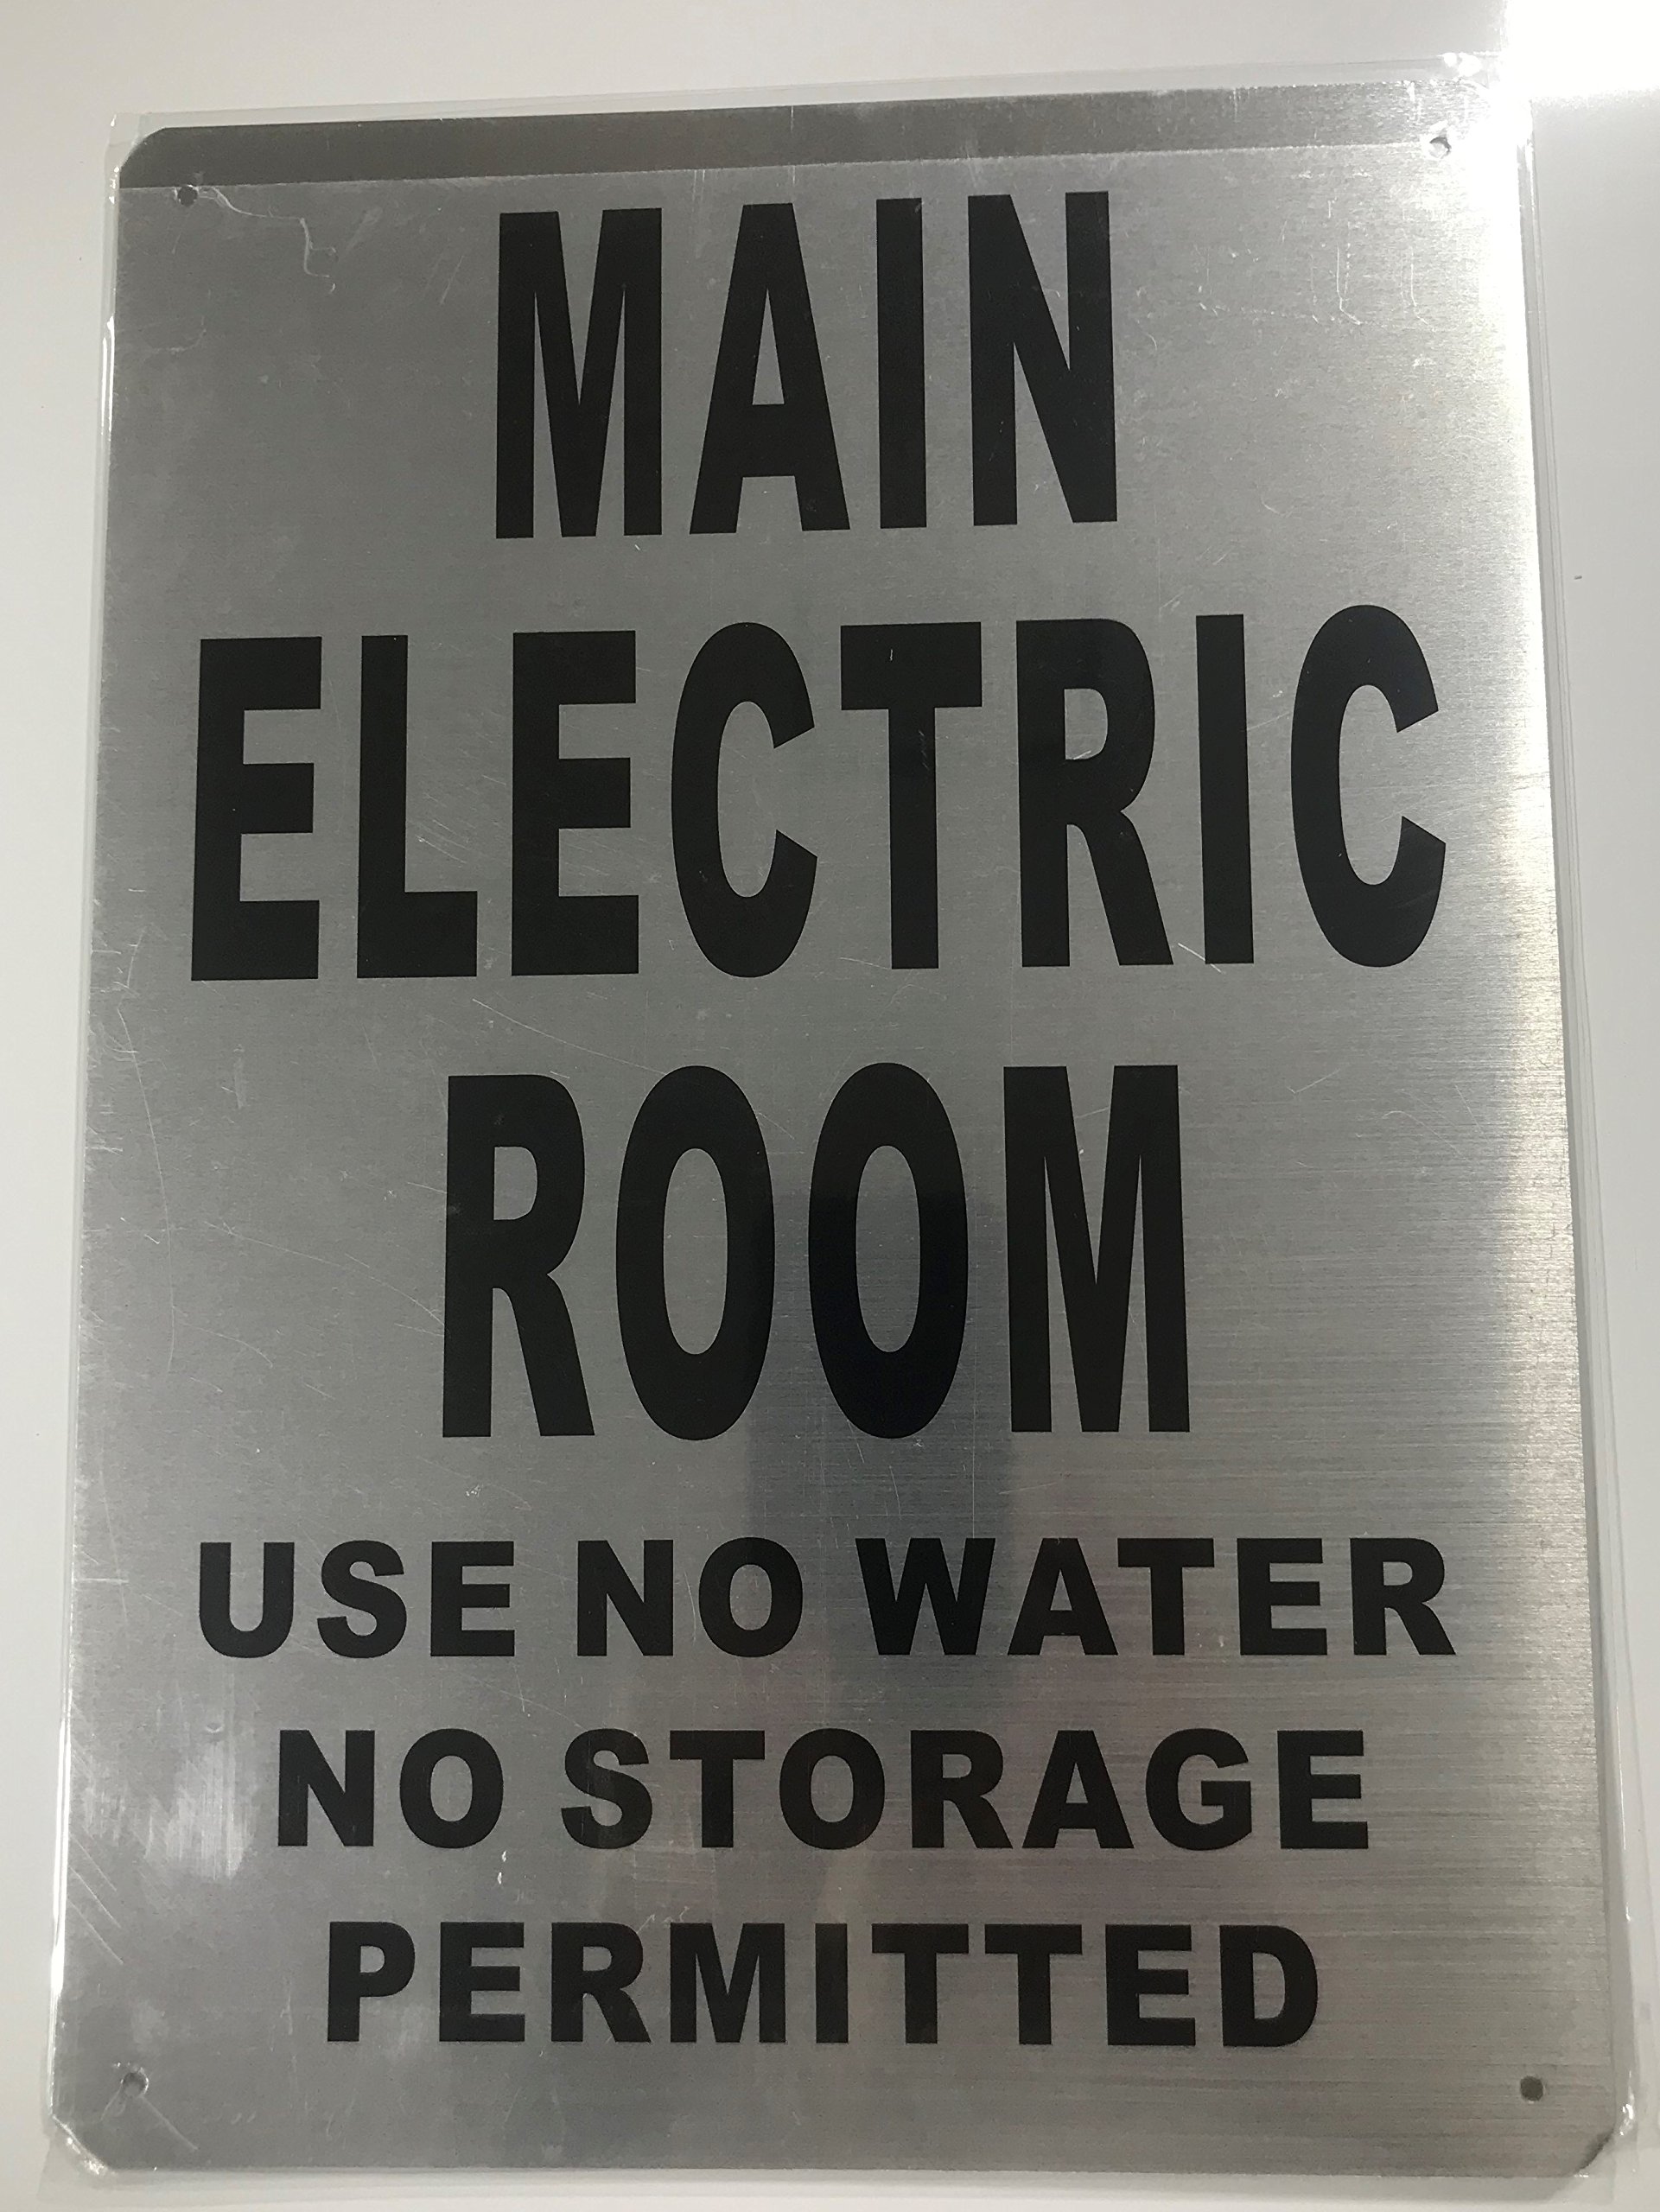 MAIN
ELECTRIC
ROOM
USE NO WATER
NO STORAGE
PERMITTED